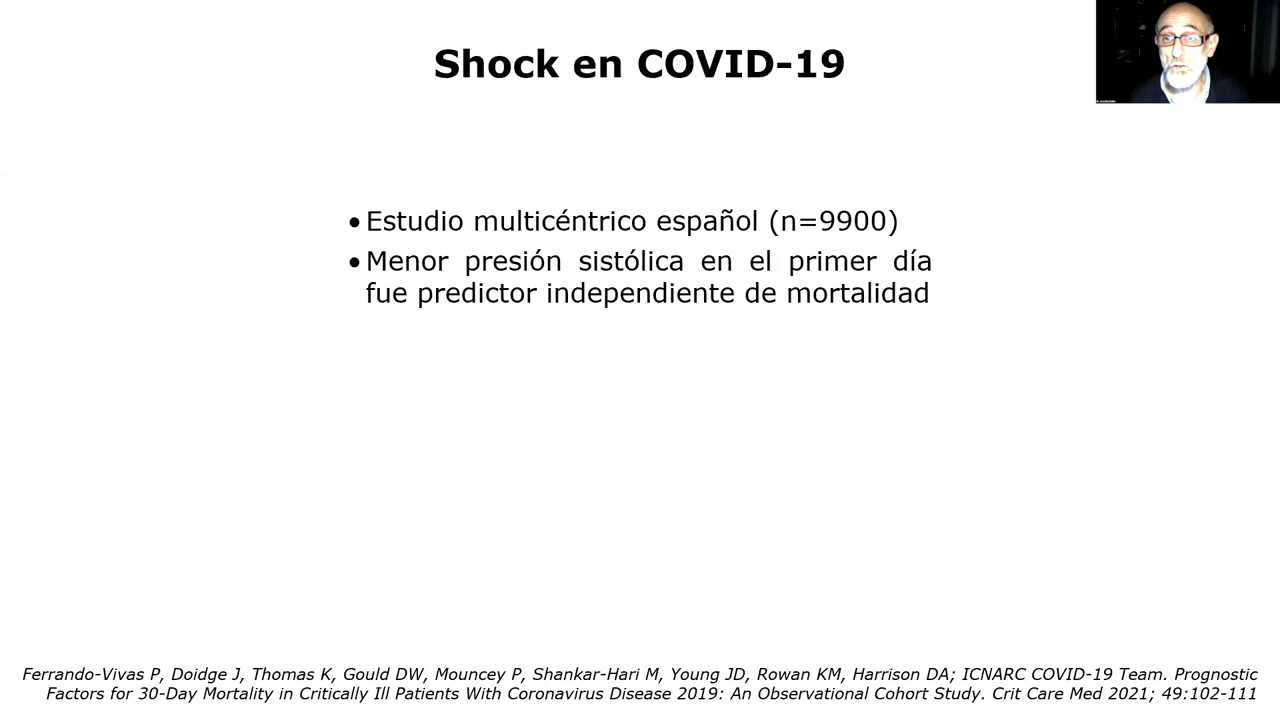 Shock en COVID-19
•Estudio multicéntrico español (n=9900)
•Menor presión sistólica en el primer día
fue predictor independiente de mortalidad
Ferrando-Vivas P, Doidge J, Thomas K, Gould DW, Mouncey P, Shankar-Hari M, Young JD, Rowan KM, Harrison DA; ICNARC COVID-19 Team. Prognostic
Factors for 30-Day Mortality in Critically Ill Patients With Coronavirus Disease 2019: An Observational Cohort Study. Crit Care Med 2021; 49:102-111